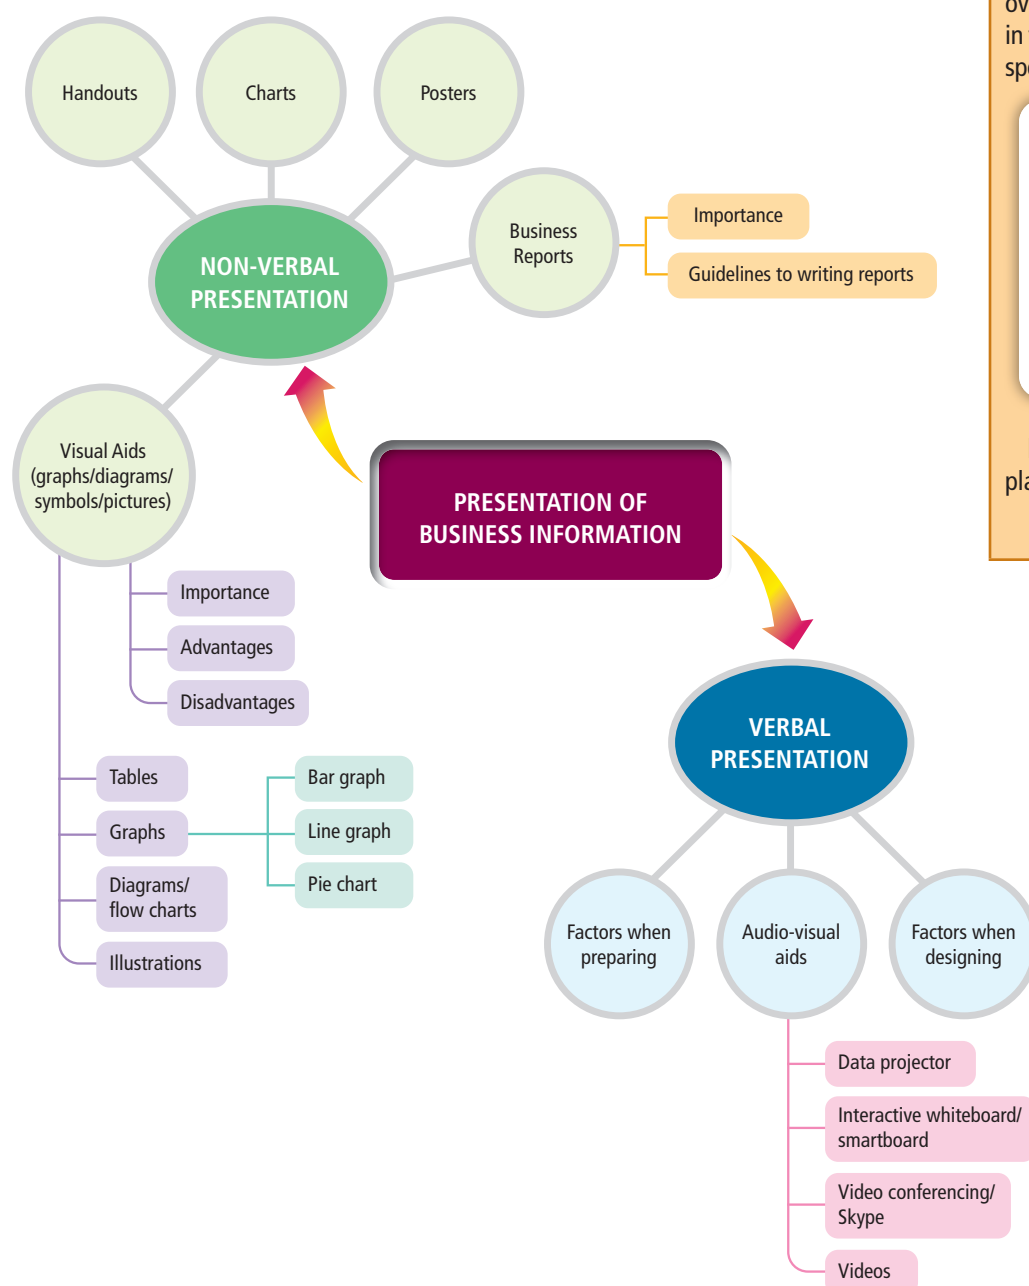 Handouts
Charts
Posters
NON-VERBAL
PRESENTATION
Business
Reports
Importance
Guidelines to writing reports
Visual Aids
(graphs/diagrams/
symbols/pictures)
Importance
Advantages
Disadvantages
Tables
Graphs
Bar graph
Line graph
Pie chart
Diagrams/
flow charts
Illustrations
PRESENTATION OF
BUSINESS INFORMATION
VERBAL
PRESENTATION
Factors when
preparing
Audio-visual
aids
Factors when
designing
Data projector
Interactive whiteboard/
smartboard
Video conferencing/
Skype
Videos
in